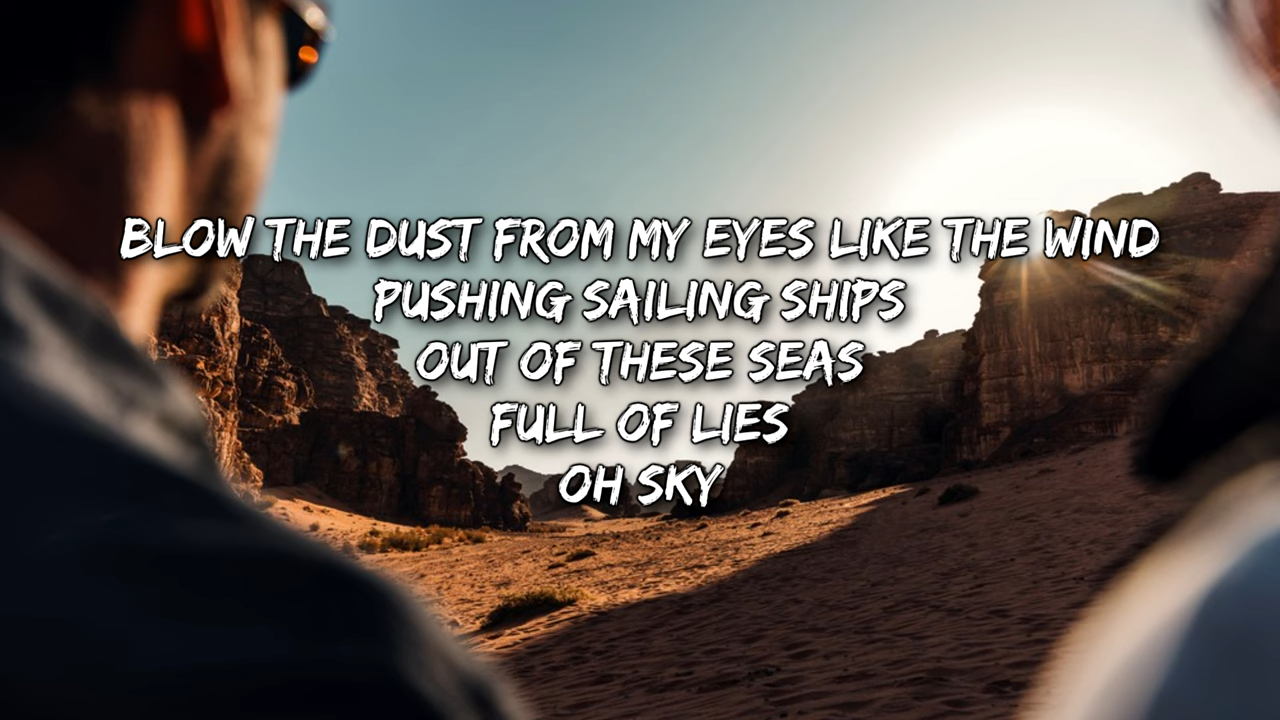 BLOW THE DUST FROM MY EYES LIKE THE WIND
PUSHING SAILING SHIPS
OUT OF THESE SEAS
FULL OF LIES
OH SKY